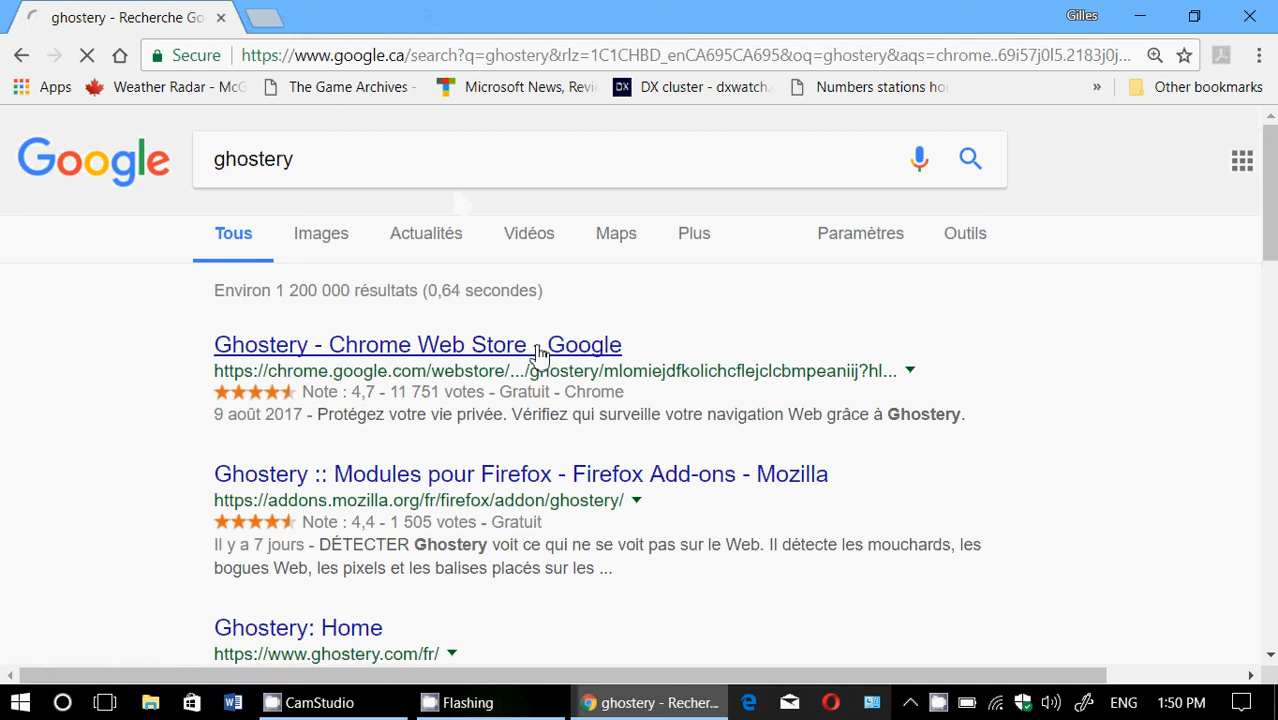 ghostery - Recherche Go
Gilles
Secure
https://www.google.ca/search?q=ghostery&rlz=1C1CHBD_enCA695CA695&oq=ghostery&aqs=chrome..69i57j0l5.2183j0j...
Apps
Weather Radar - McG
The Game Archives -
Microsoft News, Revi
DX cluster - dxwatch.
Numbers stations ho
»
Other bookmarks
Google
ghostery
Tous
Images
Actualités
Vidéos
Maps
Plus
Paramètres
Outils
Environ 1 200 000 résultats (0,64 secondes)
Ghostery - Chrome Web Store - Google
https://chrome.google.com/webstore/.../ghostery/mlomiejdfkolichcflejclcbmpeaniij?hl...
Note : 4,7 - 11 751 votes - Gratuit - Chrome
9 août 2017 - Protégez votre vie privée. Vérifiez qui surveille votre navigation Web grâce à Ghostery.
Ghostery :: Modules pour Firefox - Firefox Add-ons - Mozilla
https://addons.mozilla.org/fr/firefox/addon/ghostery/
Note : 4,4 - 1 505 votes - Gratuit
Il y a 7 jours - DÉTECTER Ghostery voit ce qui ne se voit pas sur le Web. Il détecte les mouchards, les
bogues Web, les pixels et les balises placés sur les ...
Ghostery: Home
https://www.ghostery.com/fr/
CamStudio
Flashing
ghostery - Recher...
ENG
1:50 PM